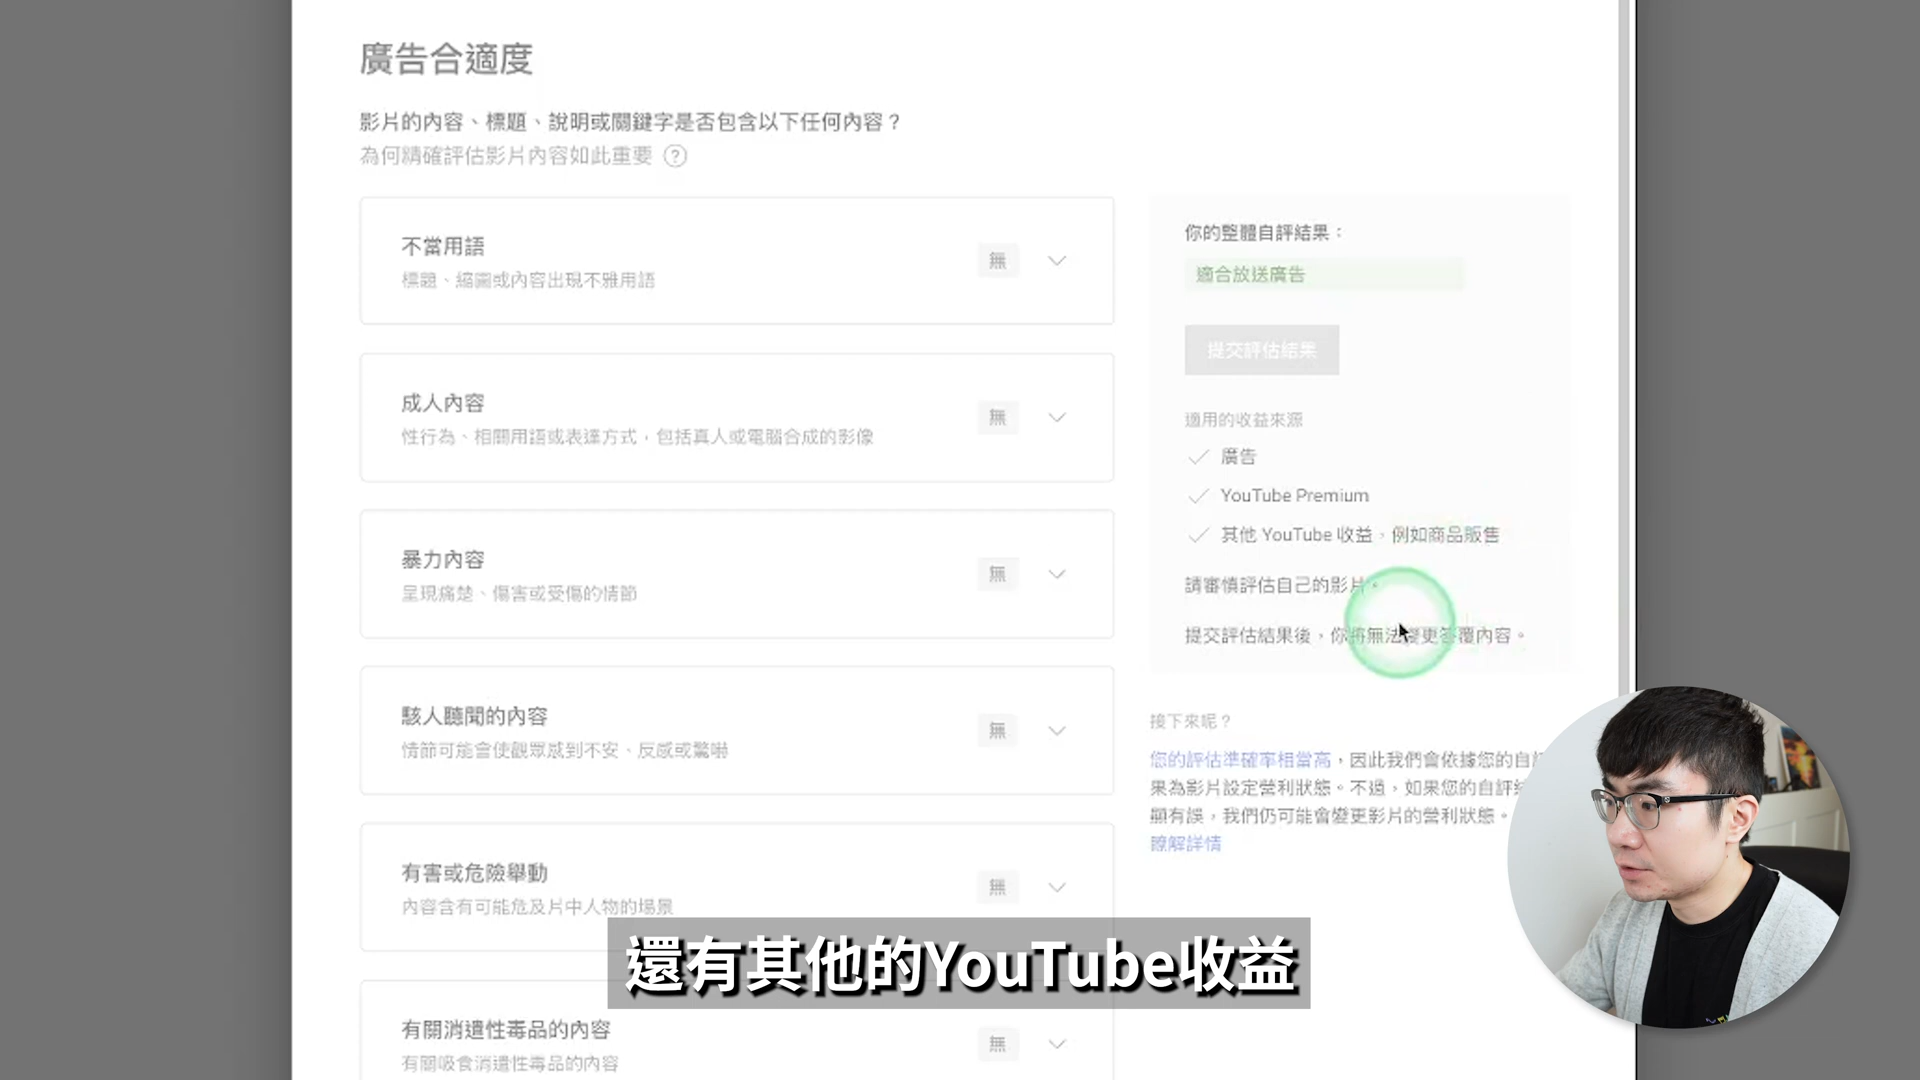 廣告合適度
影片的內容、標題、說明或關鍵字是否包含以下任何內容？
為何精確評估影片內容如此重要 ?
不當用語
標題、縮圖或內容出現不雅用語
無
成人內容
性行為、相關用語或表達方式，包括真人或電腦合成的影像
無
暴力內容
呈現痛楚、傷害或受傷的情節
無
駭人聽聞的內容
情節可能會使觀眾感到不安、反感或驚嚇
無
有害或危險舉動
內容含有可能危及片中人物的場景
無
有關消遣性毒品的內容
有關吸食消遣性毒品的內容
無
你的整體自評結果：
適合放送廣告
提交評估結果
適用的收益來源
廣告
YouTube Premium
其他 YouTube 收益，例如商品販售
請審慎評估自己的影片。
提交評估結果後，你將無法變更答覆內容。
接下來呢？
您的評估準確率相當高，因此我們會依據您的自
果為影片設定營利狀態。不過，如果您的自評
顯有誤，我們仍可能會變更影片的營利狀態。
瞭解詳情
還有其他的YouTube收益